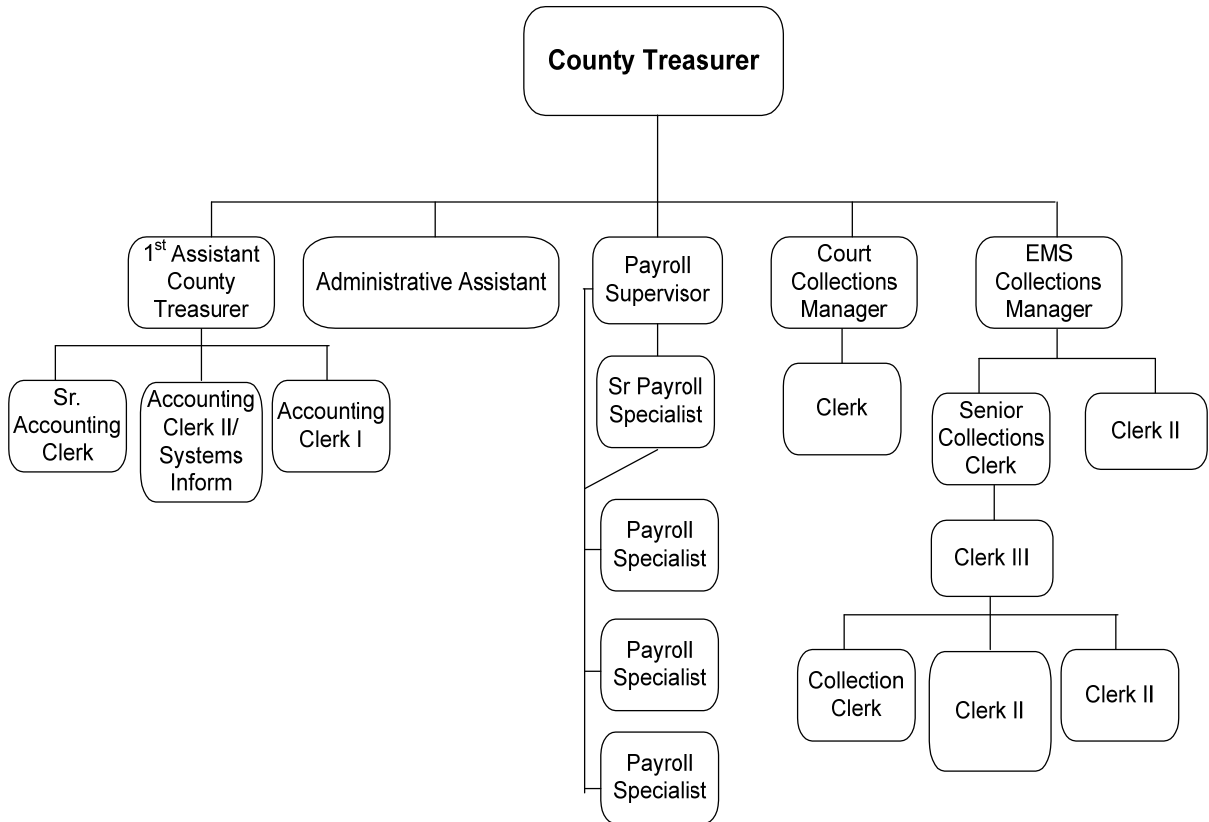 County Treasurer
1st Assistant
County
Treasurer
Administrative Assistant
Payroll
Supervisor
Court
Collections
Manager
EMS
Collections
Manager
Sr.
Accounting
Clerk
Accounting
Clerk II/
Systems
Inform
Accounting
Clerk I
Sr Payroll
Specialist
Clerk
Senior
Collections
Clerk
Clerk II
Payroll
Specialist
Clerk III
Payroll
Specialist
Collection
Clerk
Clerk II
Clerk II
Payroll
Specialist